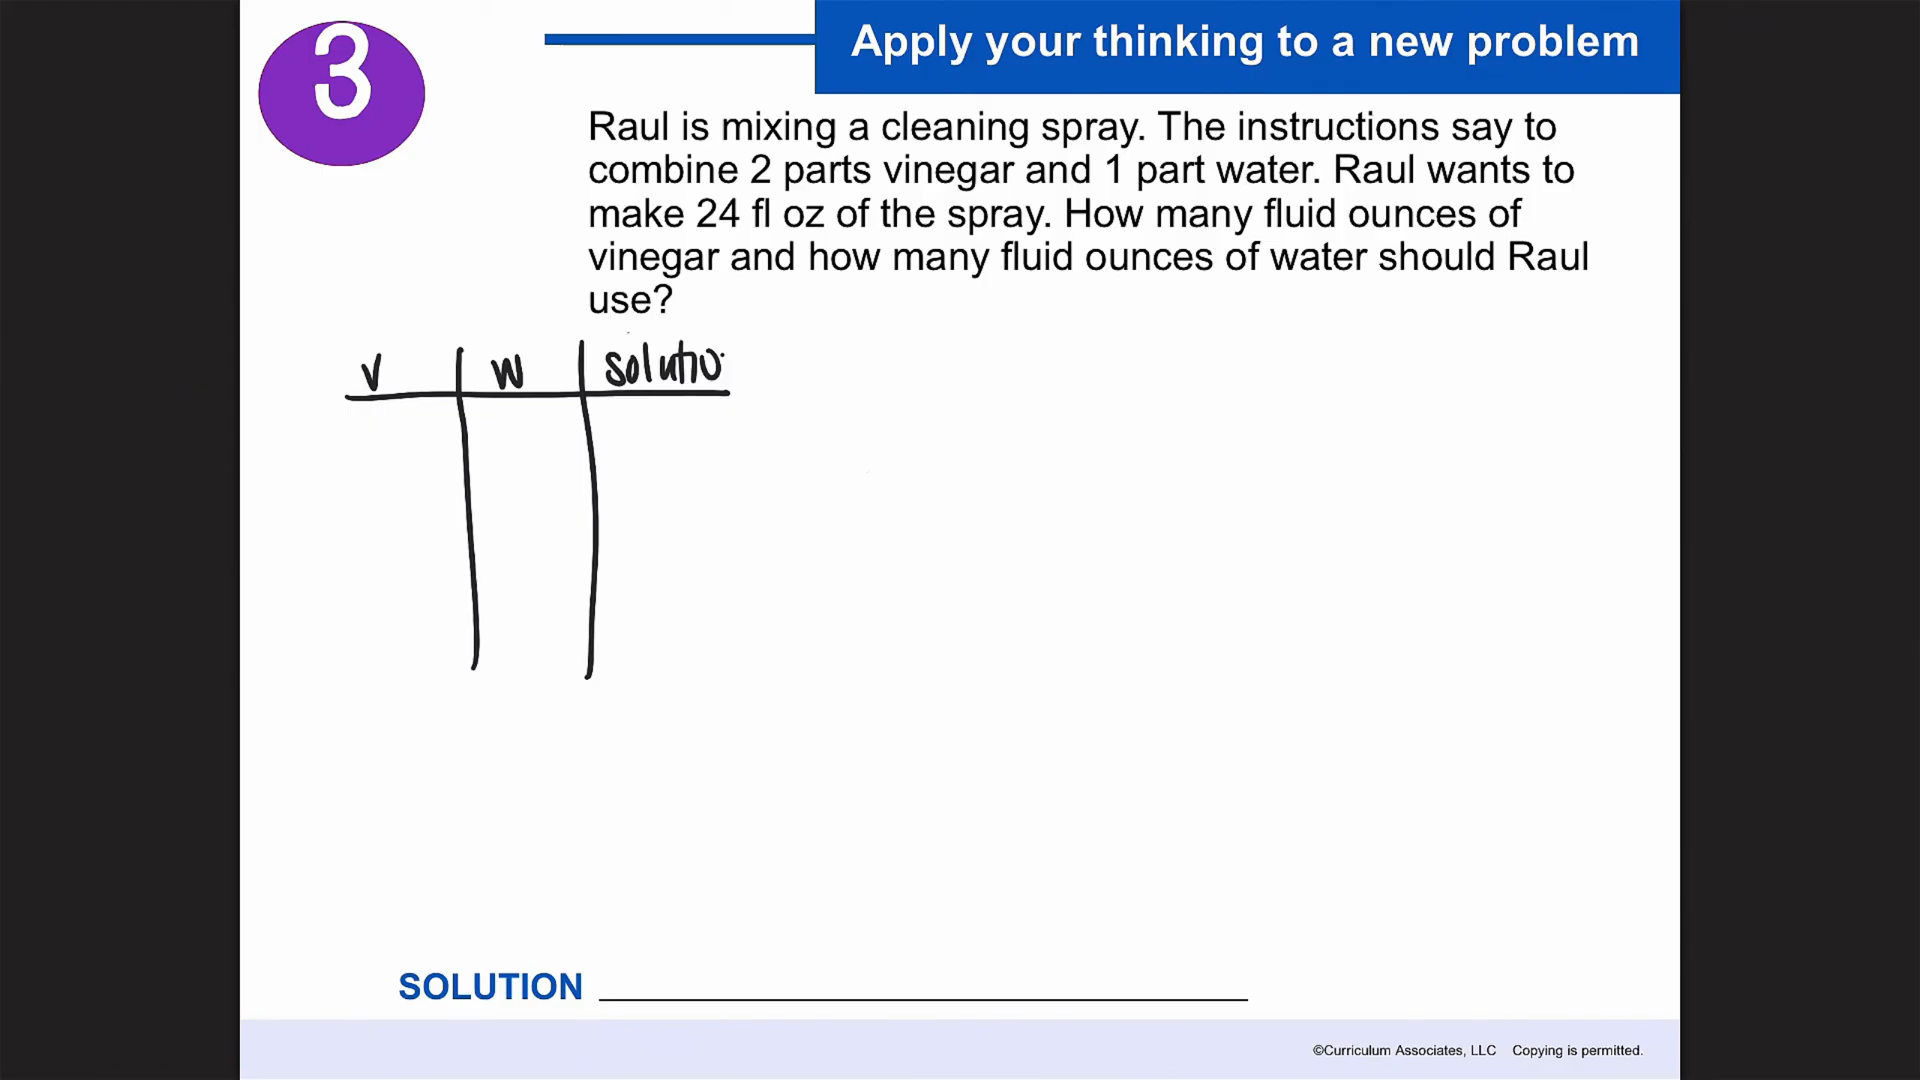 3
Apply your thinking to a new problem
Raul is mixing a cleaning spray. The instructions say to
combine 2 parts vinegar and 1 part water. Raul wants to
make 24 fl oz of the spray. How many fluid ounces of
vinegar and how many fluid ounces of water should Raul
use?
v w solutio
SOLUTION
©Curriculum Associates, LLC Copying is permitted.